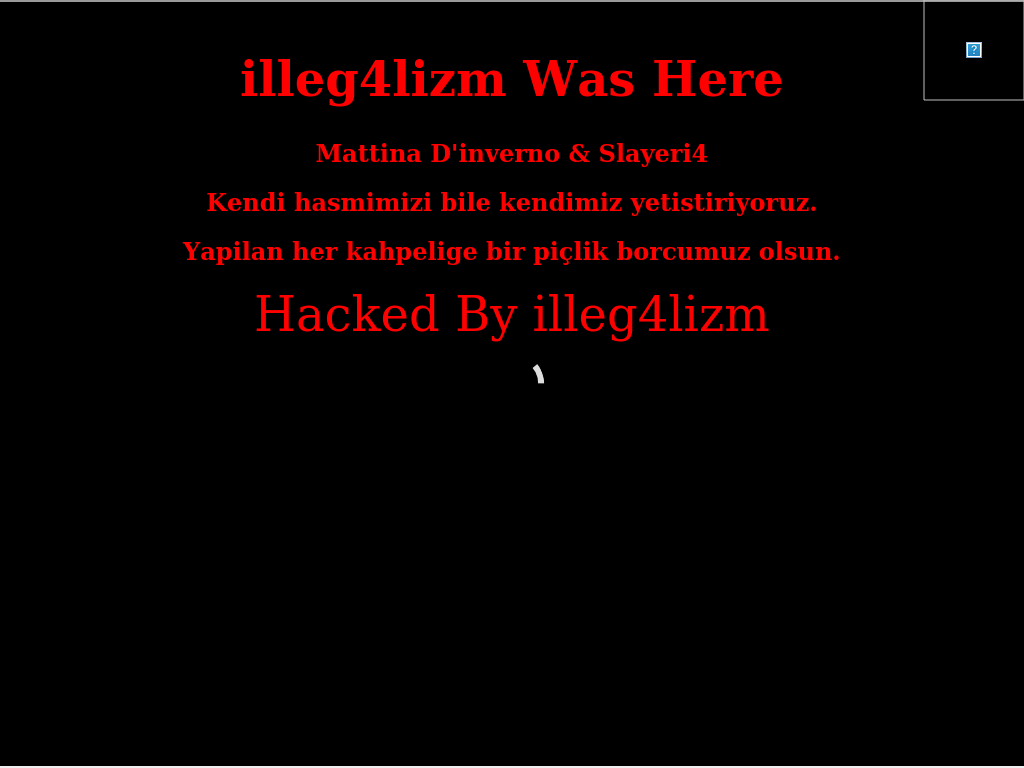 illeg4lizm Was Here
Mattina D'inverno & Slayeri4
Kendi hasmimizi bile kendimiz yetistiriyoruz.
Yapilan her kahpelige bir piçlik borcumuz olsun.
Hacked By illeg4lizm